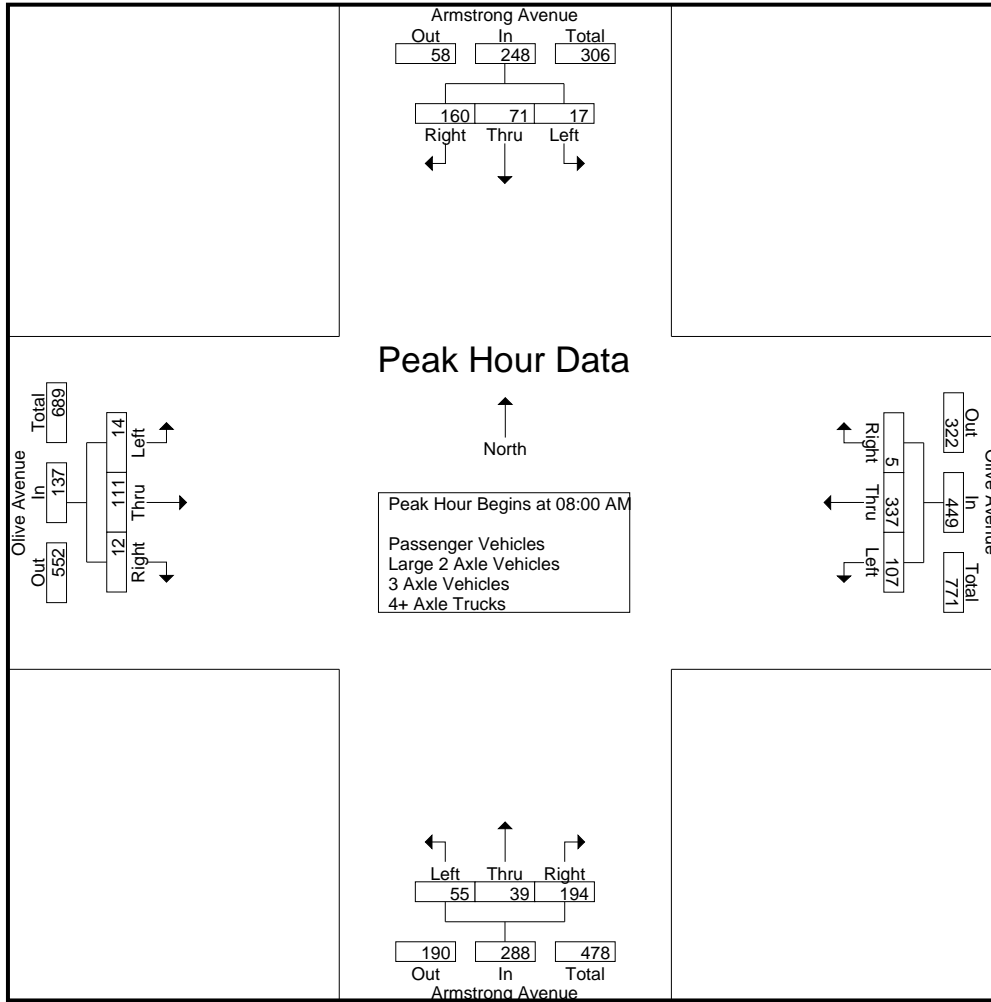 Armstrong Avenue
Out In Total
58 248 306
160 71 17
Right Thru Left
Peak Hour Data
North
Peak Hour Begins at 08:00 AM
Passenger Vehicles
Large 2 Axle Vehicles
3 Axle Vehicles
4+ Axle Trucks
Olive Avenue
Out In Total
552 137 689
14 111 12
Left Thru Right
Olive Avenue
Out In Total
322 449 771
5 337 107
Right Thru Left
Left Thru Right
55 39 194
190 288 478
Out In Total
Armstrong Avenue